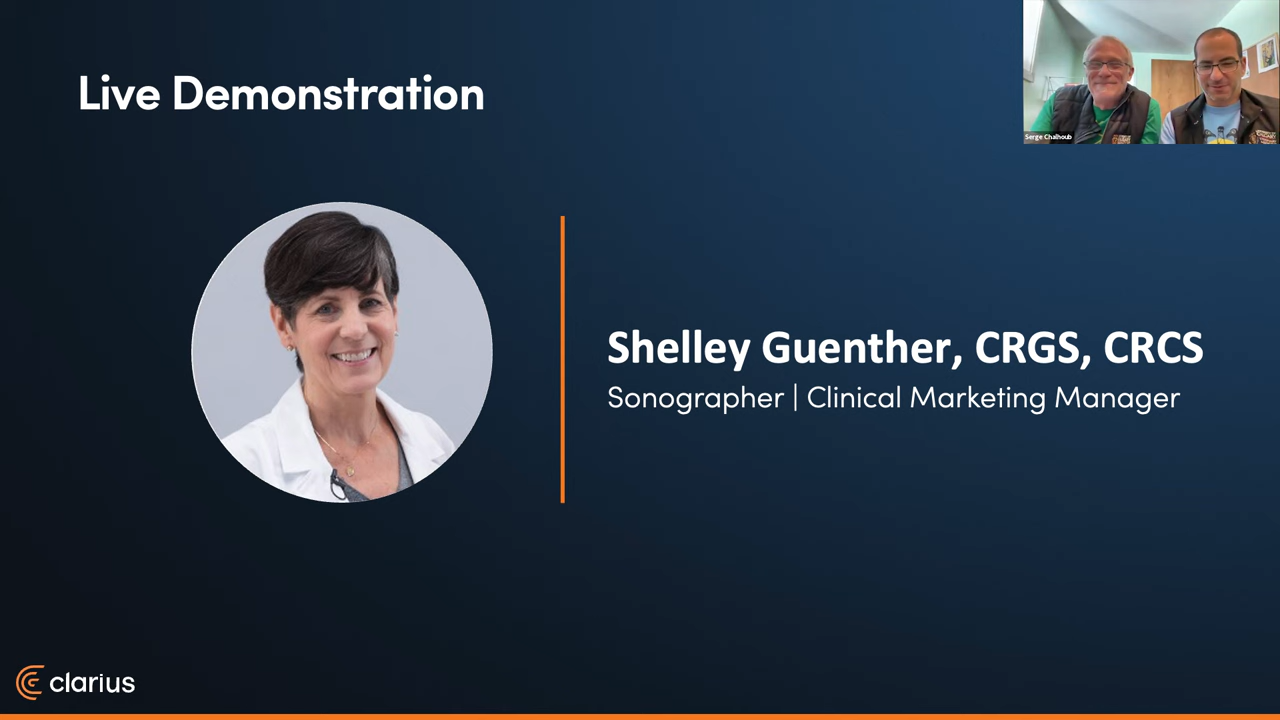 Live Demonstration
Serge Chalhoub
Shelley Guenther, CRGS, CRCS
Sonographer | Clinical Marketing Manager
clarius